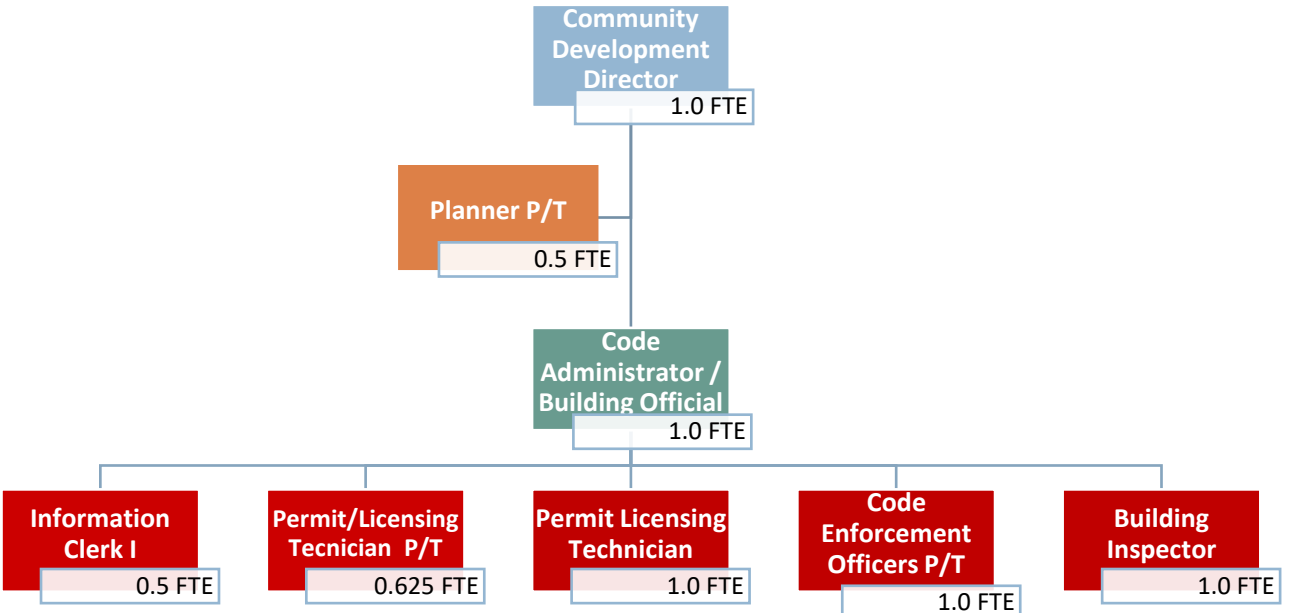 Community
Development
Director
1.0 FTE
Planner P/T
0.5 FTE
Code
Administrator /
Building Official
1.0 FTE
Information
Clerk I
0.5 FTE
Permit/Licensing
Tecnician P/T
0.625 FTE
Permit Licensing
Technician
1.0 FTE
Code
Enforcement
Officers P/T
1.0 FTE
Building
Inspector
1.0 FTE